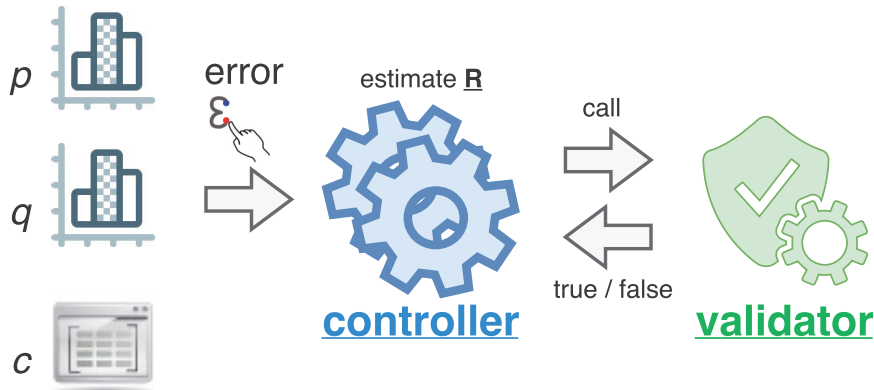 p
q
c
error
ε
estimate R
controller
call
true / false
validator